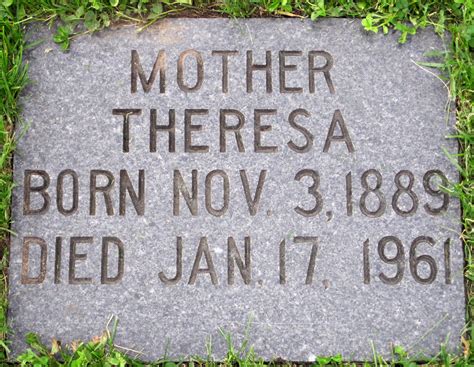 MOTHER
THERESA
BORN NOV. 3, 1889
DIED JAN. 17, 1961